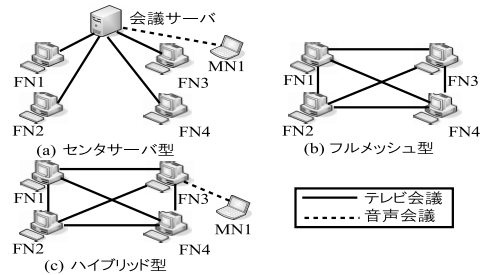 会議サーバ
FN1
FN3
MN1
FN2
FN4
(a) センタサーバ型
FN1
FN3
FN2
FN4
(b) フルメッシュ型
FN1
FN3
MN1
FN2
FN4
(c) ハイブリッド型
テレビ会議
音声会議